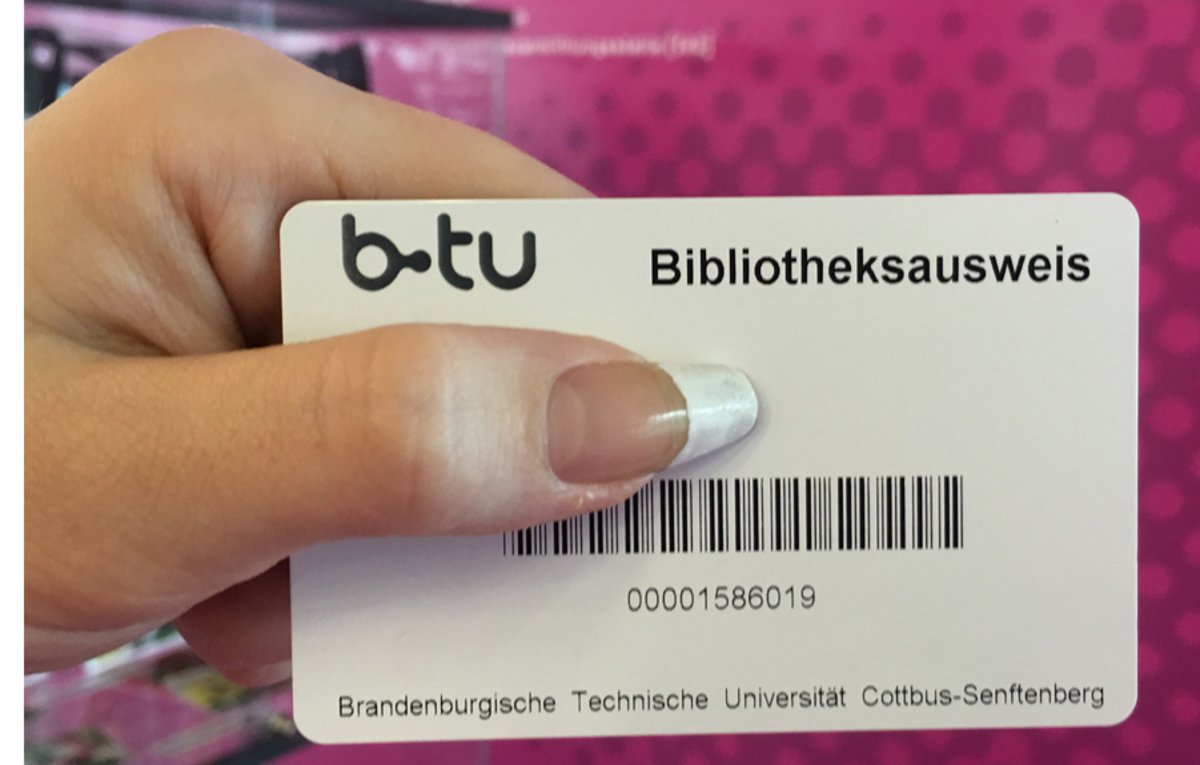 b-tu
Bibliotheksausweis
00001586019
Brandenburgische Technische Universität Cottbus-Senftenberg